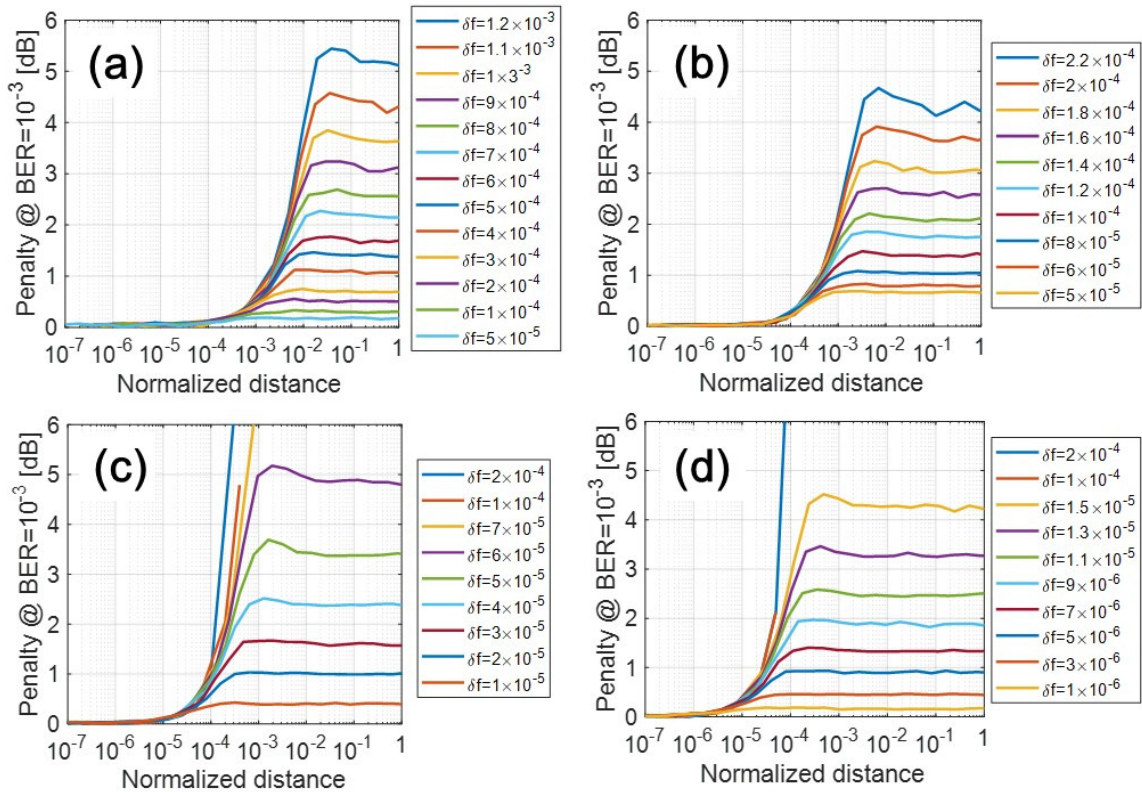 (a)
Penalty @ BER=10⁻³ [dB]
6
5
4
3
2
1
0
10⁻⁷ 10⁻⁶ 10⁻⁵ 10⁻⁴ 10⁻³ 10⁻² 10⁻¹ 1
Normalized distance
δf=1.2×10⁻³
δf=1.1×10⁻³
δf=1×3⁻³
δf=9×10⁻⁴
δf=8×10⁻⁴
δf=7×10⁻⁴
δf=6×10⁻⁴
δf=5×10⁻⁴
δf=4×10⁻⁴
δf=3×10⁻⁴
δf=2×10⁻⁴
δf=1×10⁻⁴
δf=5×10⁻⁵
(b)
Penalty @ BER=10⁻³ [dB]
6
5
4
3
2
1
0
10⁻⁷ 10⁻⁶ 10⁻⁵ 10⁻⁴ 10⁻³ 10⁻² 10⁻¹ 1
Normalized distance
δf=2.2×10⁻⁴
δf=2×10⁻⁴
δf=1.8×10⁻⁴
δf=1.6×10⁻⁴
δf=1.4×10⁻⁴
δf=1.2×10⁻⁴
δf=1×10⁻⁴
δf=8×10⁻⁵
δf=6×10⁻⁵
δf=5×10⁻⁵
(c)
Penalty @ BER=10⁻³ [dB]
6
5
4
3
2
1
0
10⁻⁷ 10⁻⁶ 10⁻⁵ 10⁻⁴ 10⁻³ 10⁻² 10⁻¹ 1
Normalized distance
δf=2×10⁻⁴
δf=1×10⁻⁴
δf=7×10⁻⁵
δf=6×10⁻⁵
δf=5×10⁻⁵
δf=4×10⁻⁵
δf=3×10⁻⁵
δf=2×10⁻⁵
δf=1×10⁻⁵
(d)
Penalty @ BER=10⁻³ [dB]
6
5
4
3
2
1
0
10⁻⁷ 10⁻⁶ 10⁻⁵ 10⁻⁴ 10⁻³ 10⁻² 10⁻¹ 1
Normalized distance
δf=2×10⁻⁴
δf=1×10⁻⁴
δf=1.5×10⁻⁵
δf=1.3×10⁻⁵
δf=1.1×10⁻⁵
δf=9×10⁻⁶
δf=7×10⁻⁶
δf=5×10⁻⁶
δf=3×10⁻⁶
δf=1×10⁻⁶